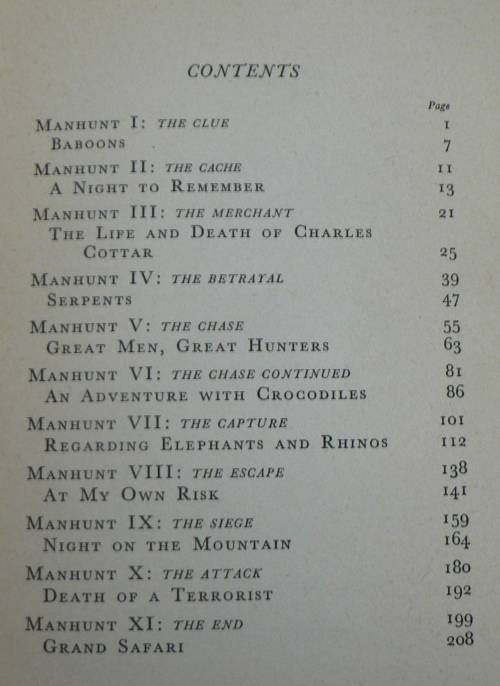 CONTENTS
Page
MANHUNT I: THE CLUE 1
BABOONS 7
MANHUNT II: THE CACHE 11
A NIGHT TO REMEMBER 13
MANHUNT III: THE MERCHANT 21
THE LIFE AND DEATH OF CHARLES
COTTAR 25
MANHUNT IV: THE BETRAYAL 39
SERPENTS 47
MANHUNT V: THE CHASE 55
GREAT MEN, GREAT HUNTERS 63
MANHUNT VI: THE CHASE CONTINUED 81
AN ADVENTURE WITH CROCODILES 86
MANHUNT VII: THE CAPTURE 101
REGARDING ELEPHANTS AND RHINOS 112
MANHUNT VIII: THE ESCAPE 138
AT MY OWN RISK 141
MANHUNT IX: THE SIEGE 159
NIGHT ON THE MOUNTAIN 164
MANHUNT X: THE ATTACK 180
DEATH OF A TERRORIST 192
MANHUNT XI: THE END 199
GRAND SAFARI 208